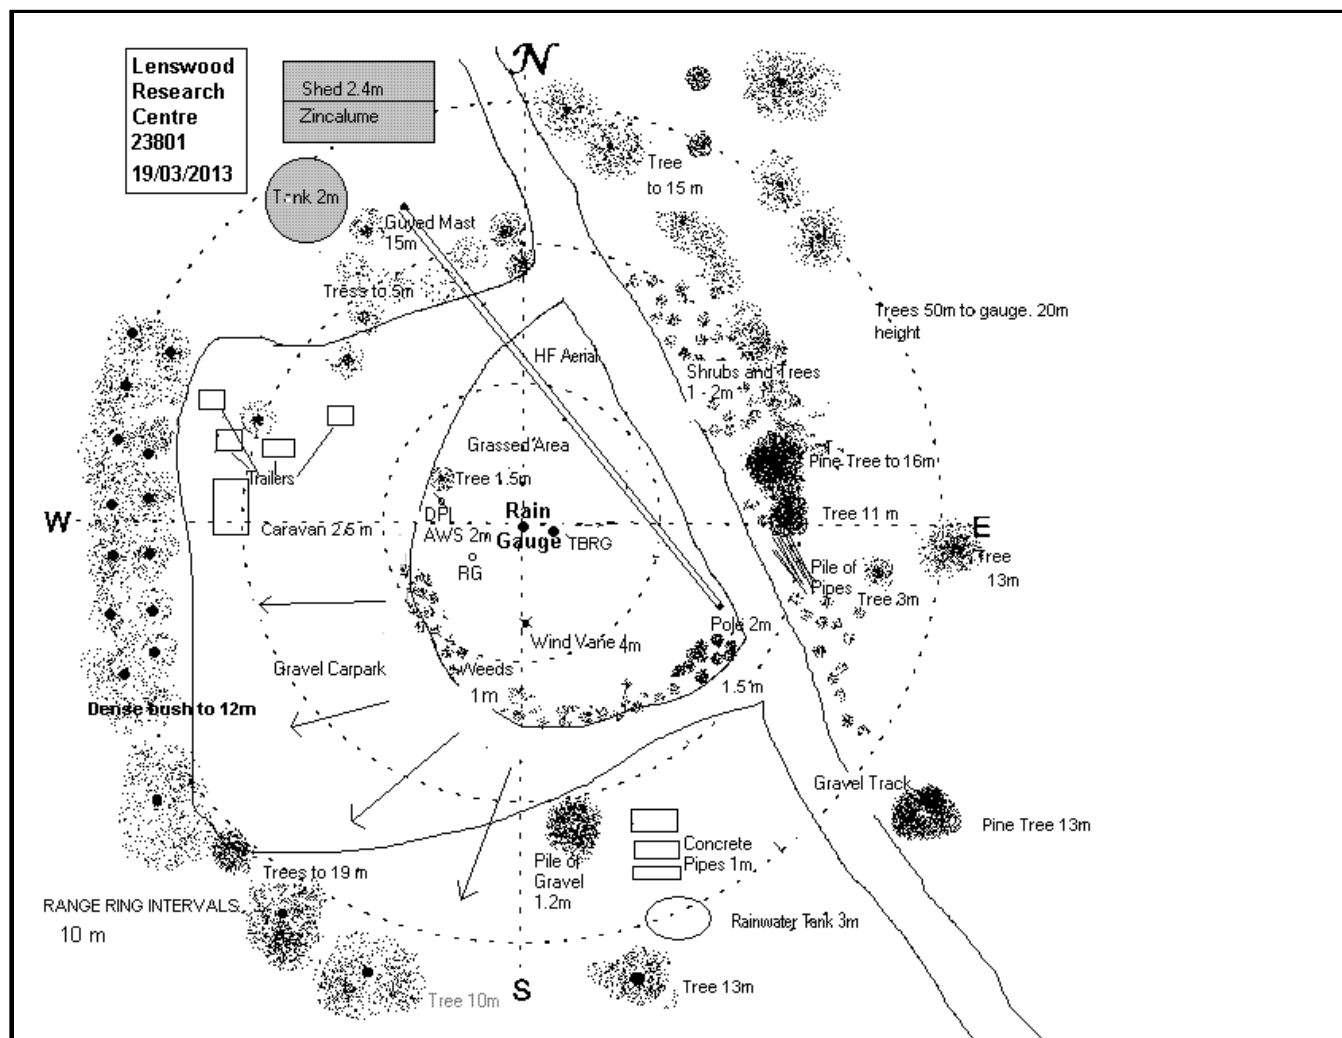 Lenswood
Research
Centre
23801
19/03/2013
Shed 2.4m
Zincalume
N
Tank 2m
Guyed Mast
15m
Tree
to 15 m
Tress to 5m
Trees 50m to gauge. 20m
height
HF Aerial
Shrubs and Trees
1 - 2m
Grassed Area
Pine Tree to 16m
Trailers
Tree 1.5m
W
Caravan 2.6 m
DPI
AWS 2m
Rain
Gauge
TBRG
Tree 11 m
E
Tree
13m
RG
Pile of
Pipes
Tree 3m
Pole 2m
Wind Vane 4m
Gravel Carpark
Weeds
1m
1.5m
Dense bush to 12m
Gravel Track
Pine Tree 13m
Concrete
Pipes 1m
Pile of
Gravel
1.2m
Trees to 19 m
RANGE RING INTERVALS
10 m
Rainwater Tank 3m
Tree 10m
S
Tree 13m